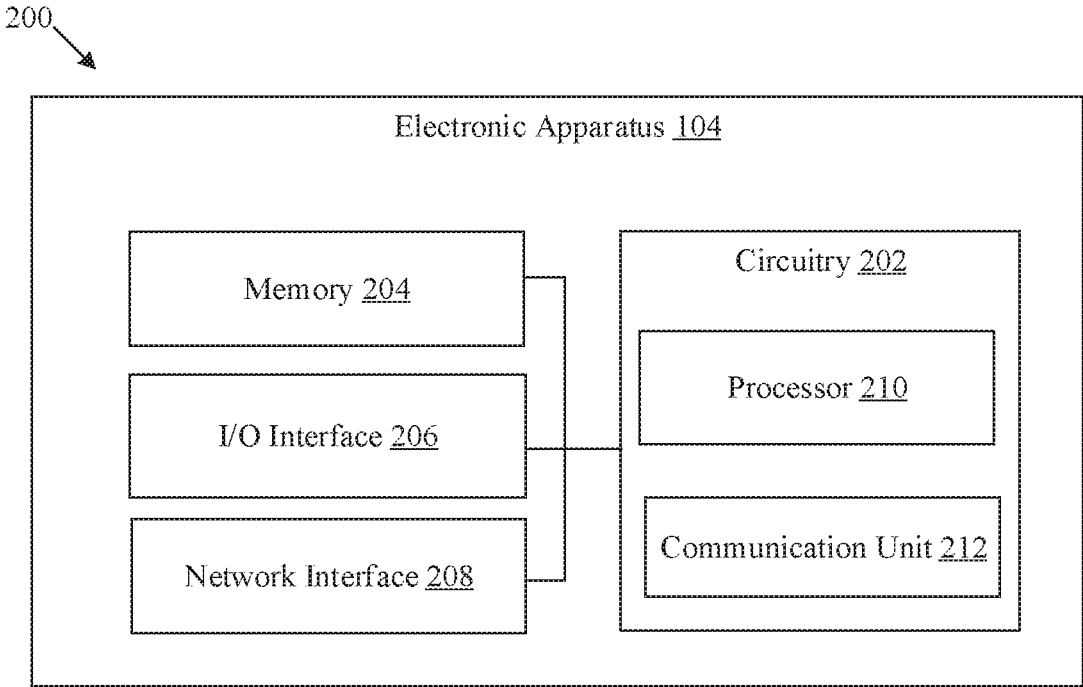 200
Electronic Apparatus 104
Memory 204
I/O Interface 206
Network Interface 208
Circuitry 202
Processor 210
Communication Unit 212